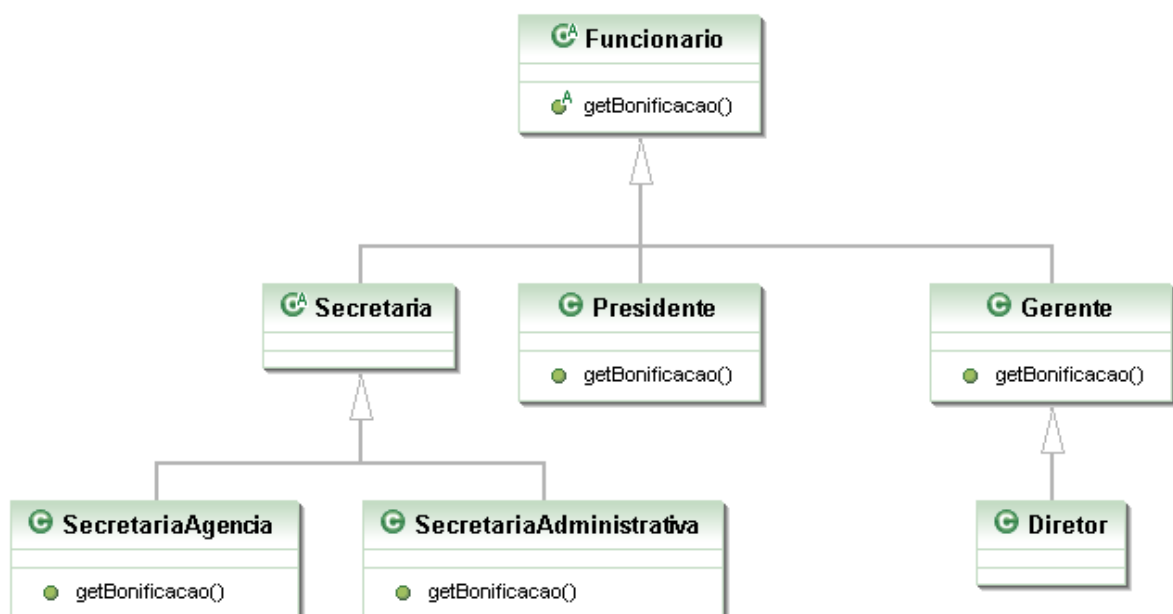 Funcionario
getBonificacao()
Secretaria
Presidente
getBonificacao()
Gerente
getBonificacao()
SecretariaAgencia
getBonificacao()
SecretariaAdministrativa
getBonificacao()
Diretor